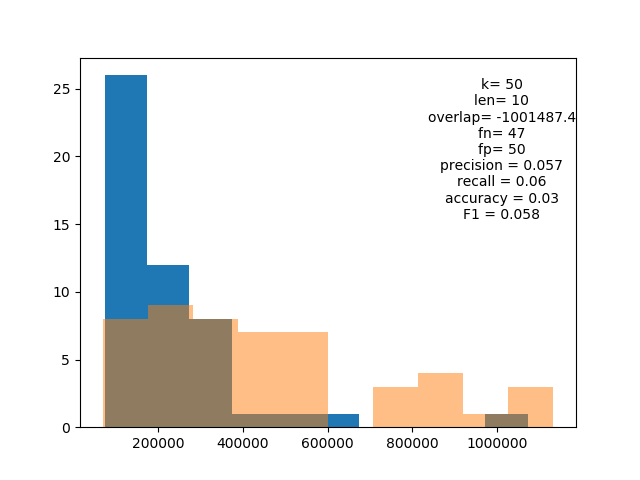 k= 50
len= 10
overlap= -1001487.4
fn= 47
fp= 50
precision = 0.057
recall = 0.06
accuracy = 0.03
F1 = 0.058
25
20
15
10
5
0
200000 400000 600000 800000 1000000